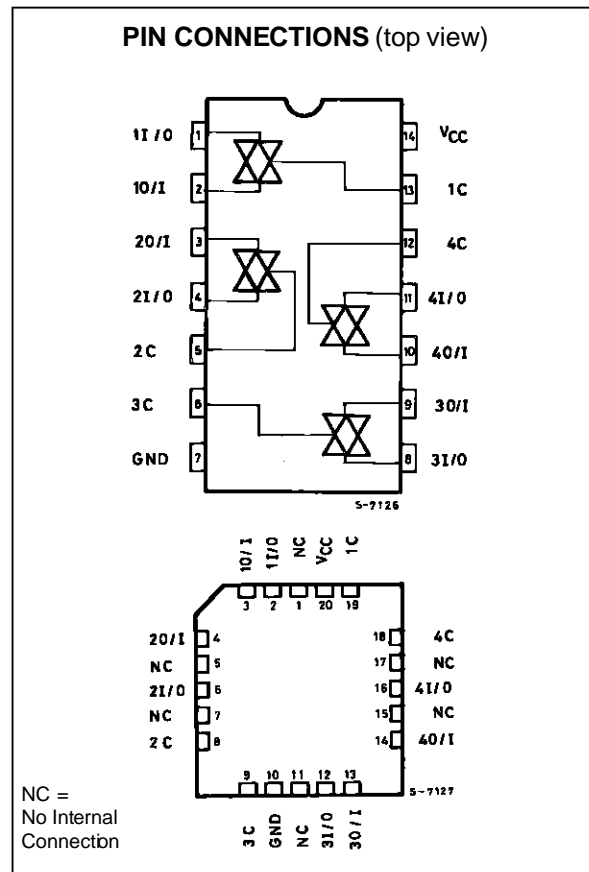 PIN CONNECTIONS (top view)
1I/O 1 14 VCC
1O/I 2 13 1C
2O/I 3 12 4C
2I/O 4 11 4I/O
2C 5 10 4O/I
3C 6 9 3O/I
GND 7 8 3I/O
S-7126
1O/I 1I/O NC VCC 1C
3 2 1 20 19
2O/I 4 18 4C
NC 5 17 NC
2I/O 6 16 4I/O
NC 7 15 NC
2C 8 14 4O/I
9 10 11 12 13
S-7127
3C GND NC 3I/O 3O/I
NC =
No Internal
Connection